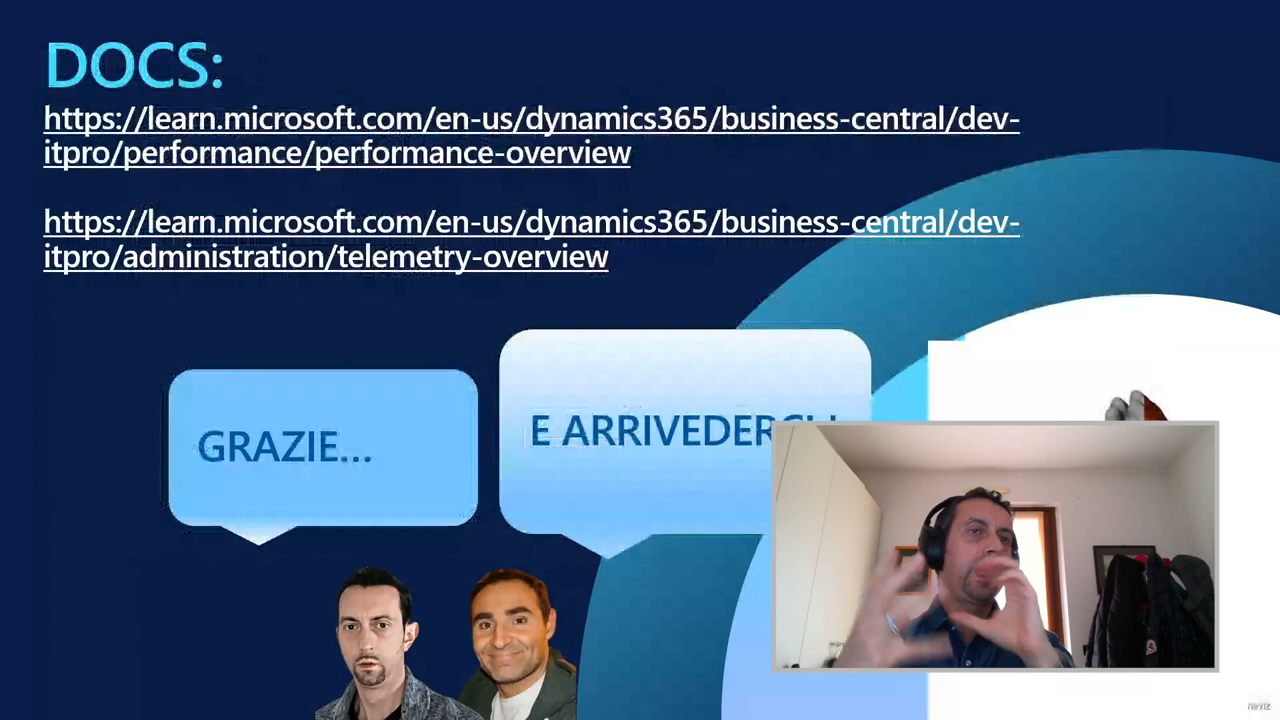 DOCS:
https://learn.microsoft.com/en-us/dynamics365/business-central/dev-
itpro/performance/performance-overview
https://learn.microsoft.com/en-us/dynamics365/business-central/dev-
itpro/administration/telemetry-overview
GRAZIE...
E ARRIVEDERCI!